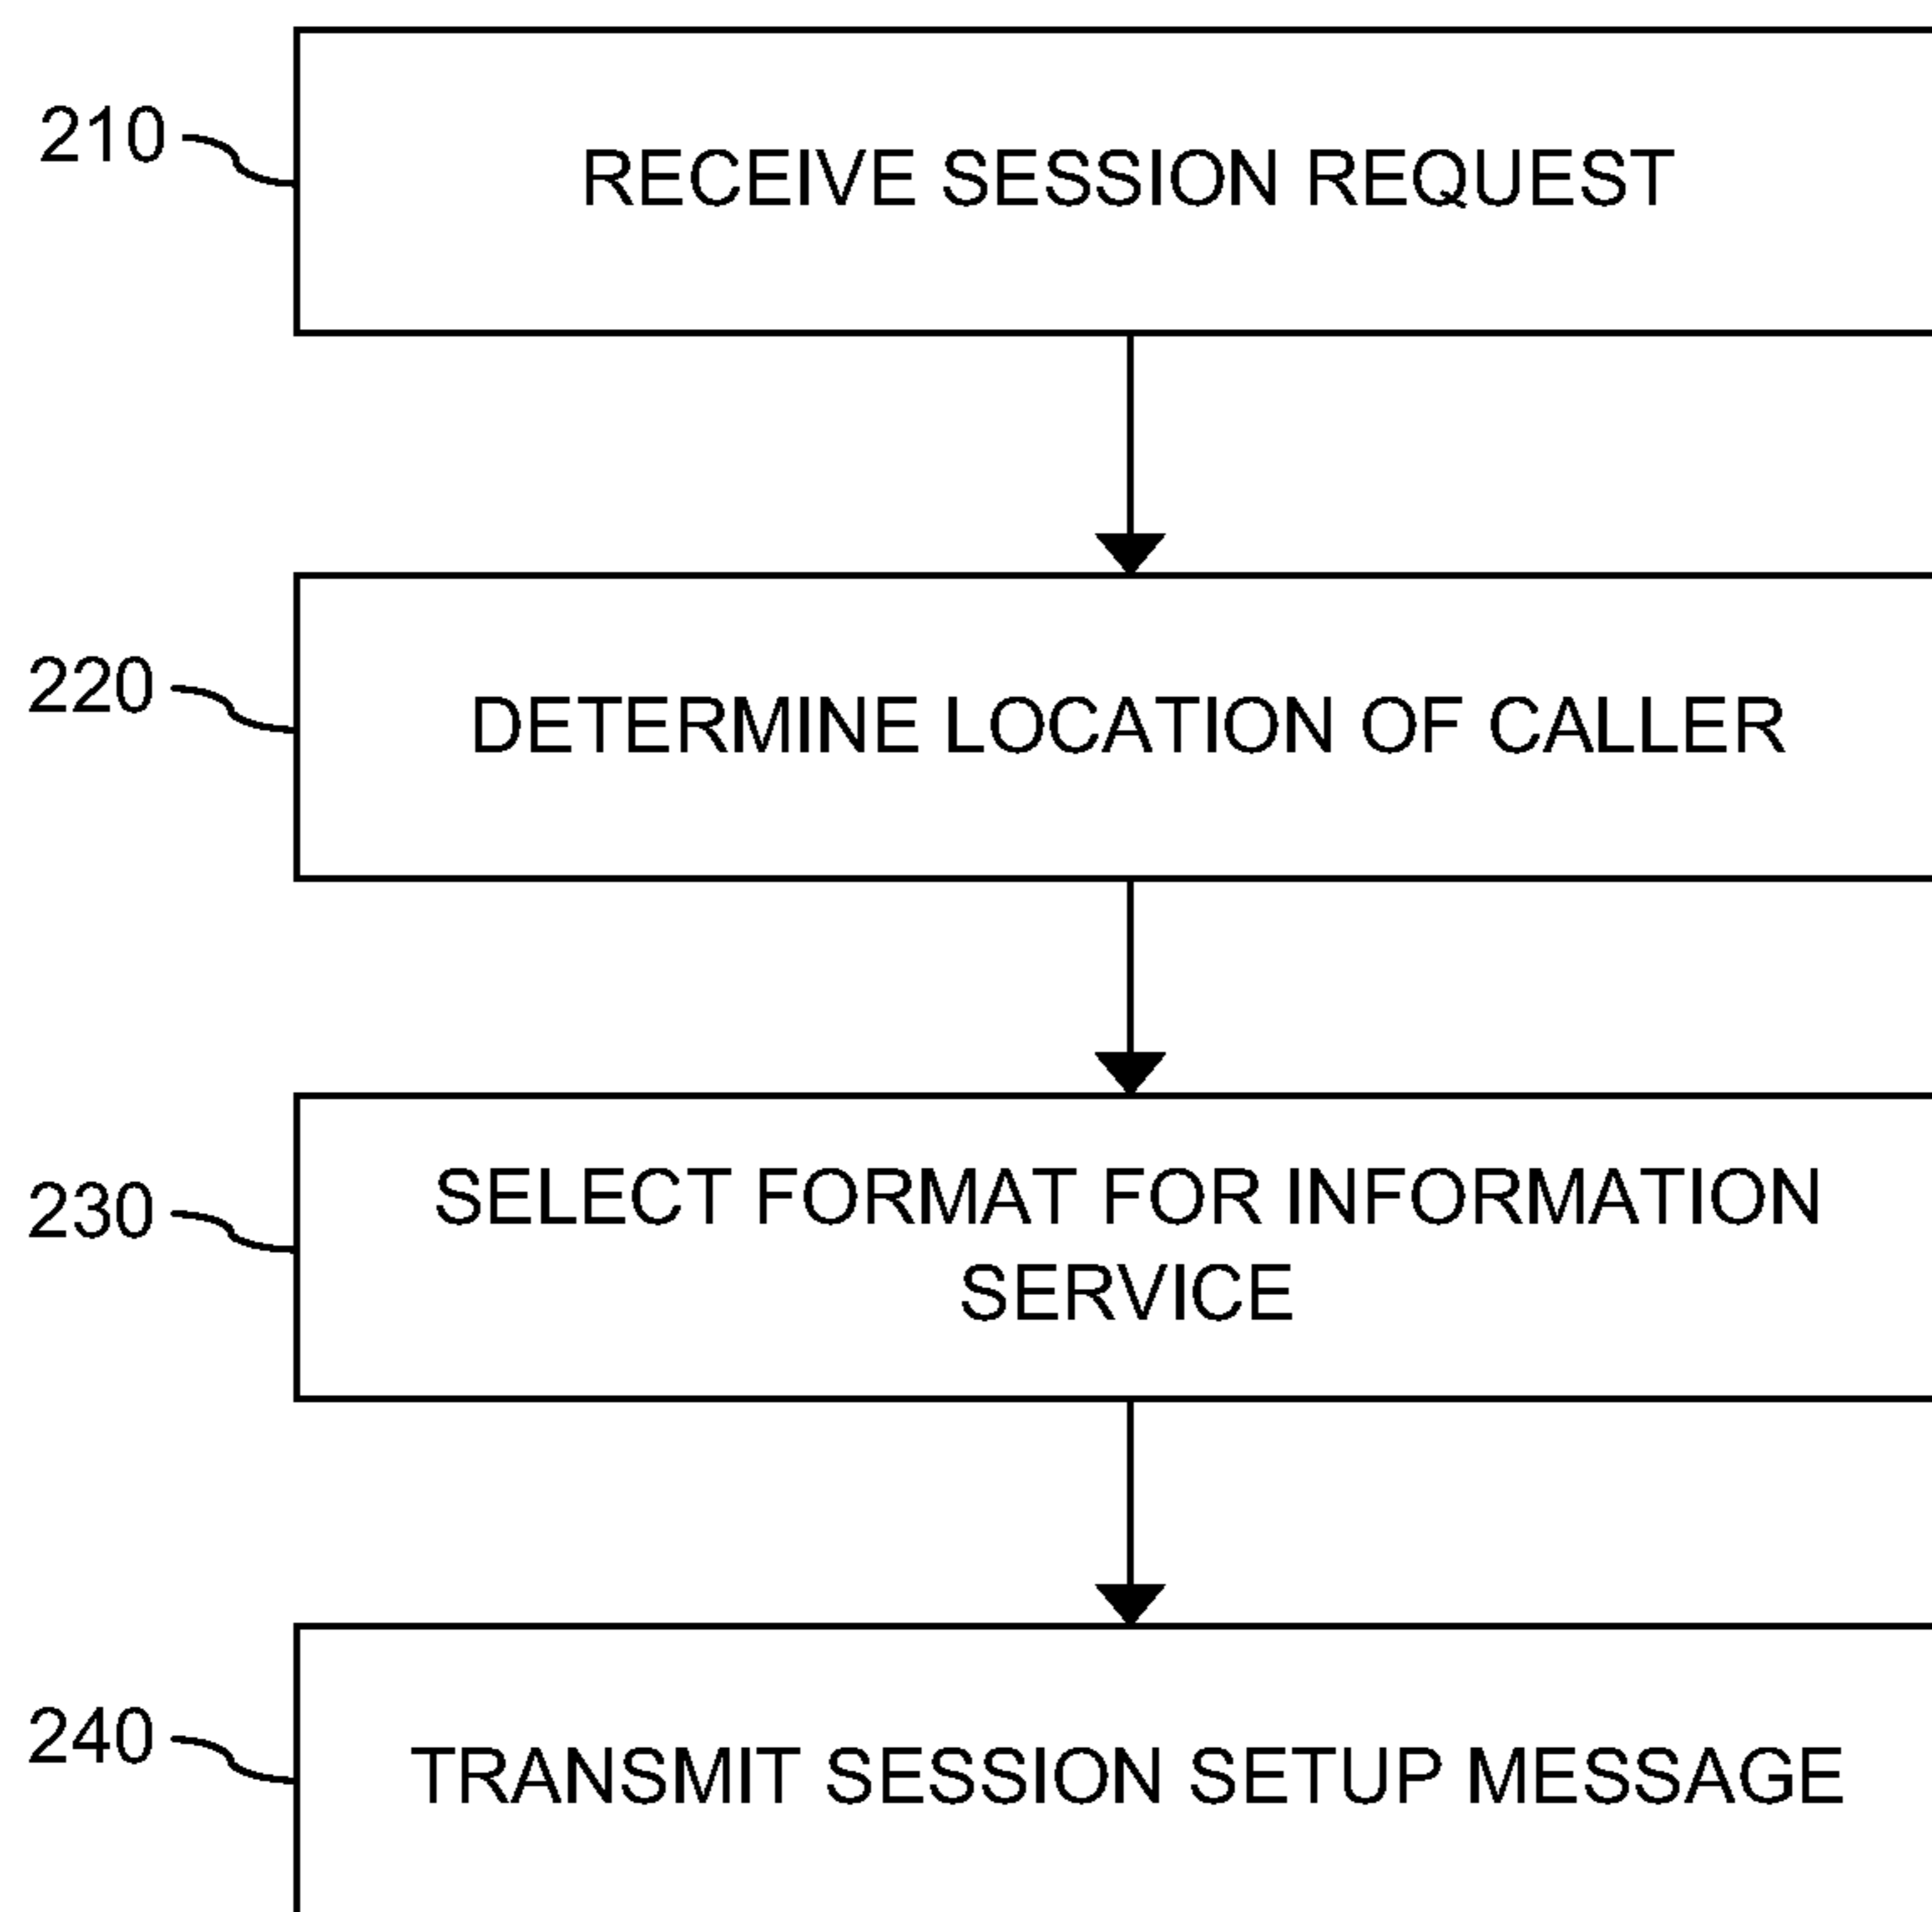 210
RECEIVE SESSION REQUEST
220
DETERMINE LOCATION OF CALLER
230
SELECT FORMAT FOR INFORMATION
SERVICE
240
TRANSMIT SESSION SETUP MESSAGE